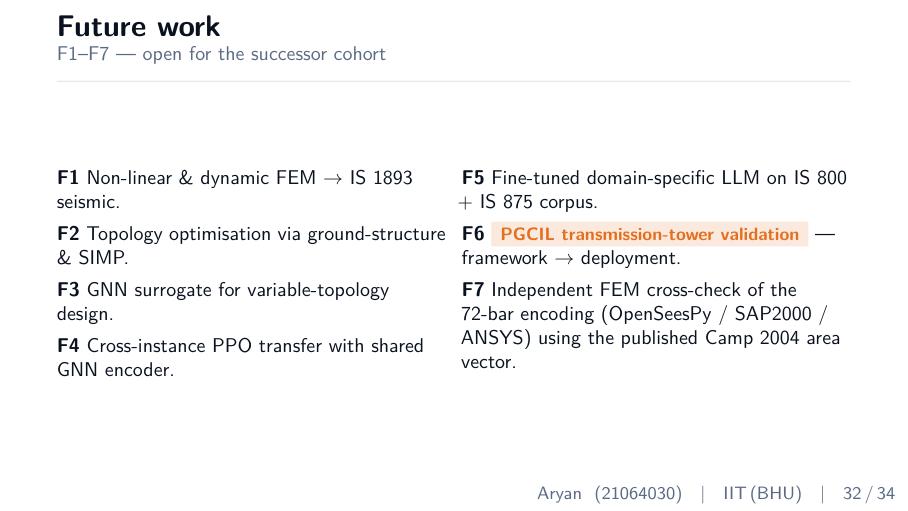 Future work
F1–F7 — open for the successor cohort
F1 Non-linear & dynamic FEM → IS 1893
seismic.
F2 Topology optimisation via ground-structure
& SIMP.
F3 GNN surrogate for variable-topology
design.
F4 Cross-instance PPO transfer with shared
GNN encoder.
F5 Fine-tuned domain-specific LLM on IS 800
+ IS 875 corpus.
F6 PGCIL transmission-tower validation —
framework → deployment.
F7 Independent FEM cross-check of the
72-bar encoding (OpenSeesPy / SAP2000 /
ANSYS) using the published Camp 2004 area
vector.
Aryan (21064030) | IIT (BHU) | 32 / 34